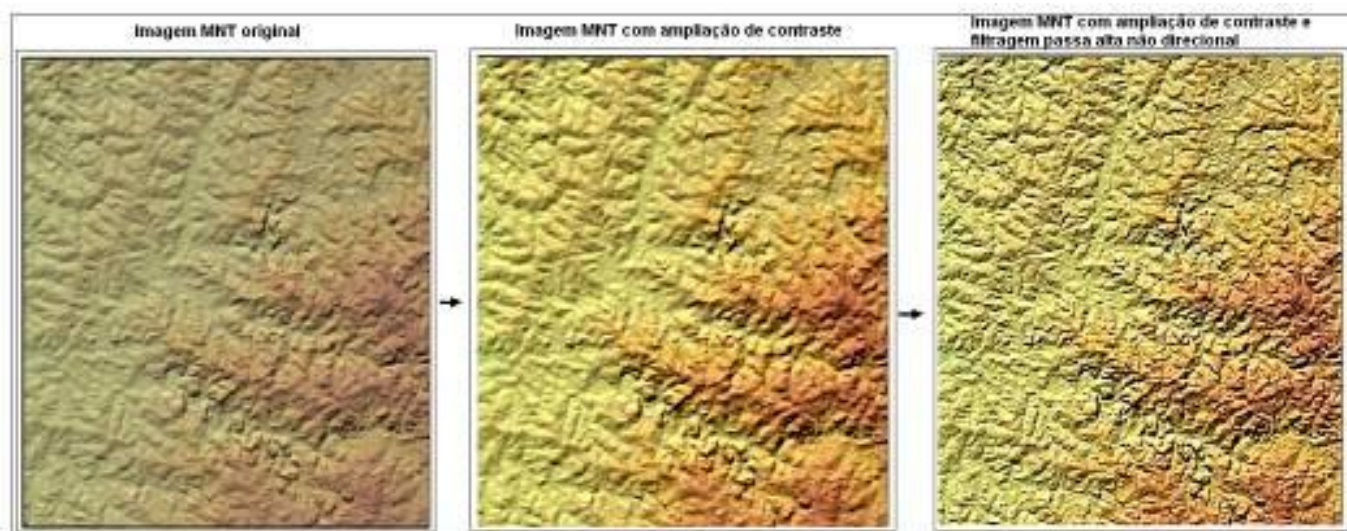 Imagem MNT original
Imagem MNT com ampliação de contraste
Imagem MNT com ampliação de contraste e
filtragem passa alta não direcional